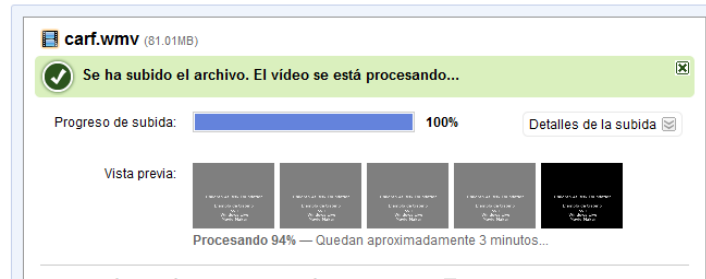 carf.wmv (81.01MB)
Se ha subido el archivo. El vídeo se está procesando...
Progreso de subida: 100% Detalles de la subida
Vista previa:
Procesando 94% — Quedan aproximadamente 3 minutos...